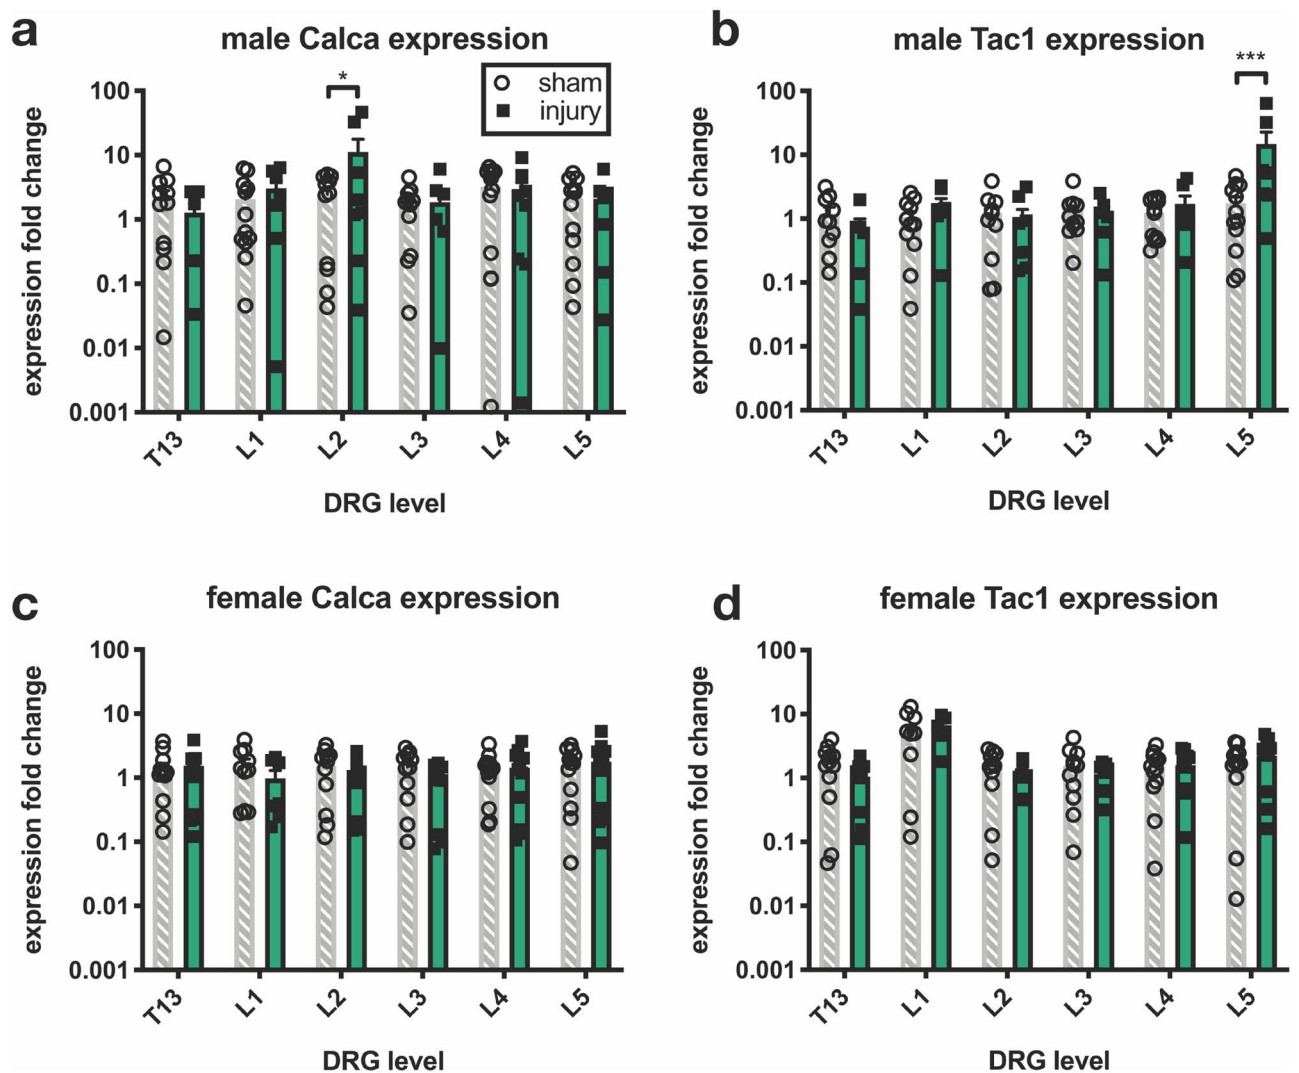 a
male Calca expression
*
sham
injury
expression fold change
100
10
1
0.1
0.01
0.001
T13
L1
L2
L3
L4
L5
DRG level
b
male Tac1 expression
***
expression fold change
100
10
1
0.1
0.01
0.001
T13
L1
L2
L3
L4
L5
DRG level
c
female Calca expression
expression fold change
100
10
1
0.1
0.01
0.001
T13
L1
L2
L3
L4
L5
DRG level
d
female Tac1 expression
expression fold change
100
10
1
0.1
0.01
0.001
T13
L1
L2
L3
L4
L5
DRG level